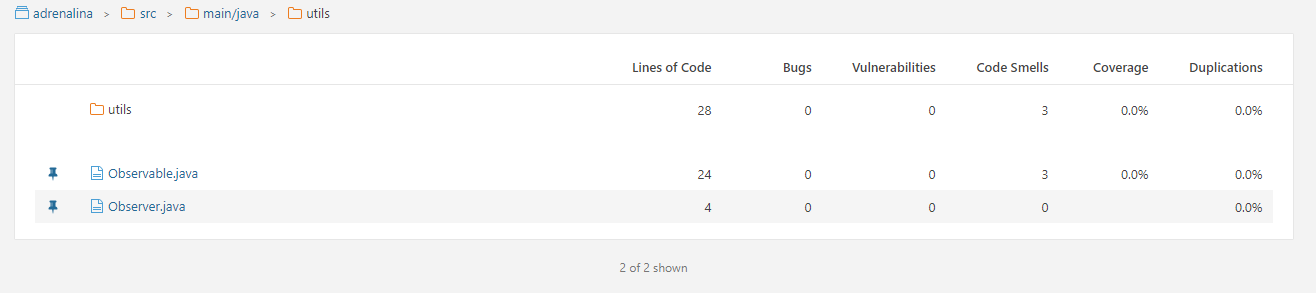 adrenalina > src > main/java > utils
Lines of Code Bugs Vulnerabilities Code Smells Coverage Duplications
utils 28 0 0 3 0.0% 0.0%
Observable.java 24 0 0 3 0.0% 0.0%
Observer.java 4 0 0 0 0.0%
2 of 2 shown